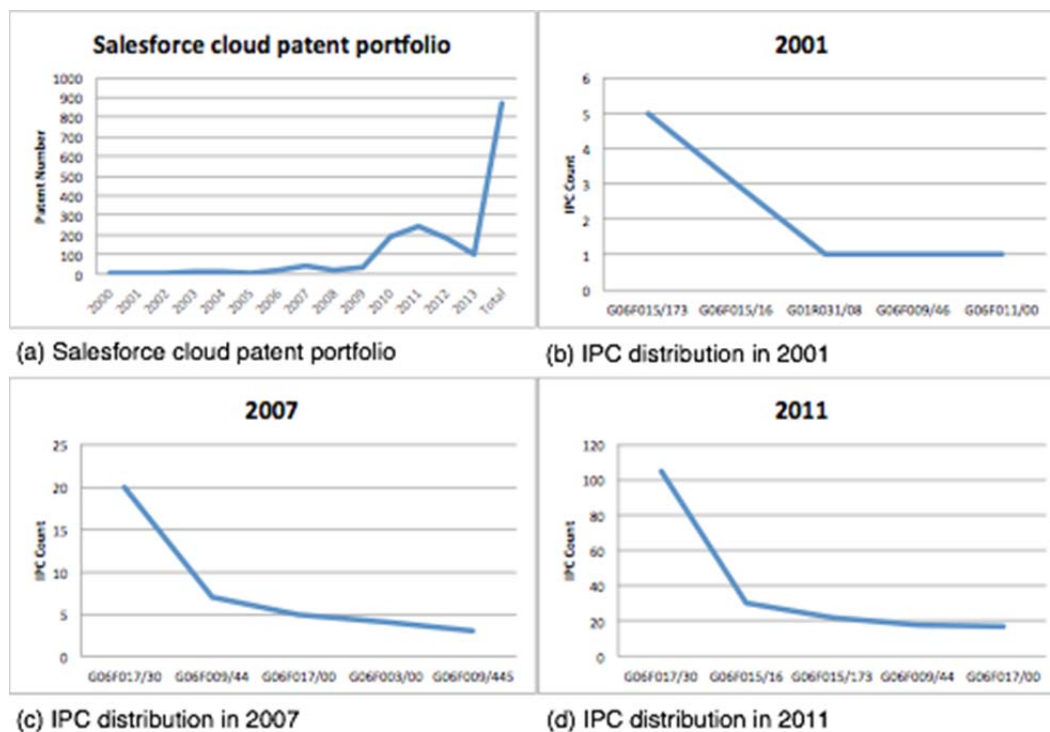 Salesforce cloud patent portfolio
1000
900
800
700
600
500
400
300
200
100
0
Patent Number
2000 2001 2002 2003 2004 2005 2006 2007 2008 2009 2010 2011 2012 2013 Total
(a) Salesforce cloud patent portfolio
2001
6
5
4
3
2
1
0
IPC Count
G06F015/173 G06F015/16 G01R031/08 G06F009/46 G06F011/00
(b) IPC distribution in 2001
2007
25
20
15
10
5
0
IPC Count
G06F017/30 G06F009/44 G06F017/00 G06F003/00 G06F009/445
(c) IPC distribution in 2007
2011
120
100
80
60
40
20
0
IPC Count
G06F017/30 G06F015/16 G06F015/173 G06F009/44 G06F017/00
(d) IPC distribution in 2011